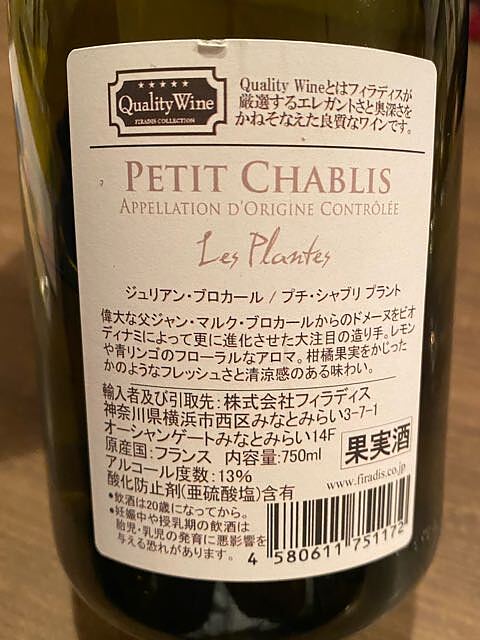 ★★★★★
Quality Wine
FIRADIS COLLECTION
Quality Wineとはフィラディスが
厳選するエレガントさと奥深さを
かねそなえた良質なワインです。
PETIT CHABLIS
APPELLATION D'ORIGINE CONTRÔLÉE
Les Plantes
ジュリアン・ブロカール / プチ・シャブリ プラント
偉大な父ジャン・マルク・ブロカールからのドメーヌをビオ
ディナミによって更に進化させた大注目の造り手。レモン
や青リンゴのフローラルなアロマ。柑橘果実をかじった
かのようなフレッシュさと清涼感のある味わい。
輸入者及び引取先：株式会社フィラディス
神奈川県横浜市西区みなとみらい3-7-1
オーシャンゲートみなとみらい14F
原産国：フランス 内容量：750ml
アルコール度数：13%
酸化防止剤(亜硫酸塩)含有
果実酒
www.firadis.co.jp
●飲酒は20歳になってから。
●妊娠中や授乳期の飲酒は
胎児・乳児の発育に悪影響を
与える恐れがあります。
4 580611 751172